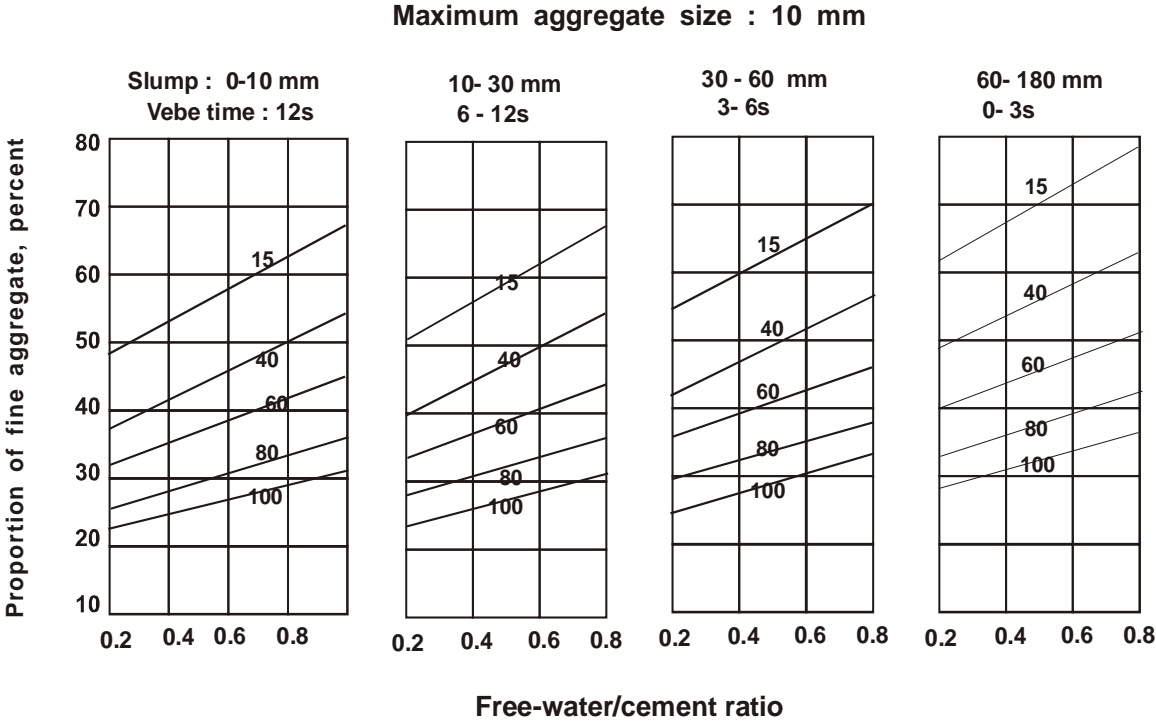 Maximum aggregate size : 10 mm
Slump : 0-10 mm
Vebe time : 12s
10- 30 mm
6 - 12s
30 - 60 mm
3- 6s
60- 180 mm
0- 3s
Proportion of fine aggregate, percent
80
70
60
50
40
30
20
10
15
40
60
80
100
15
40
60
80
100
15
40
60
80
100
15
40
60
80
100
0.2 0.4 0.6 0.8
0.2 0.4 0.6 0.8
0.2 0.4 0.6 0.8
0.2 0.4 0.6 0.8
Free-water/cement ratio